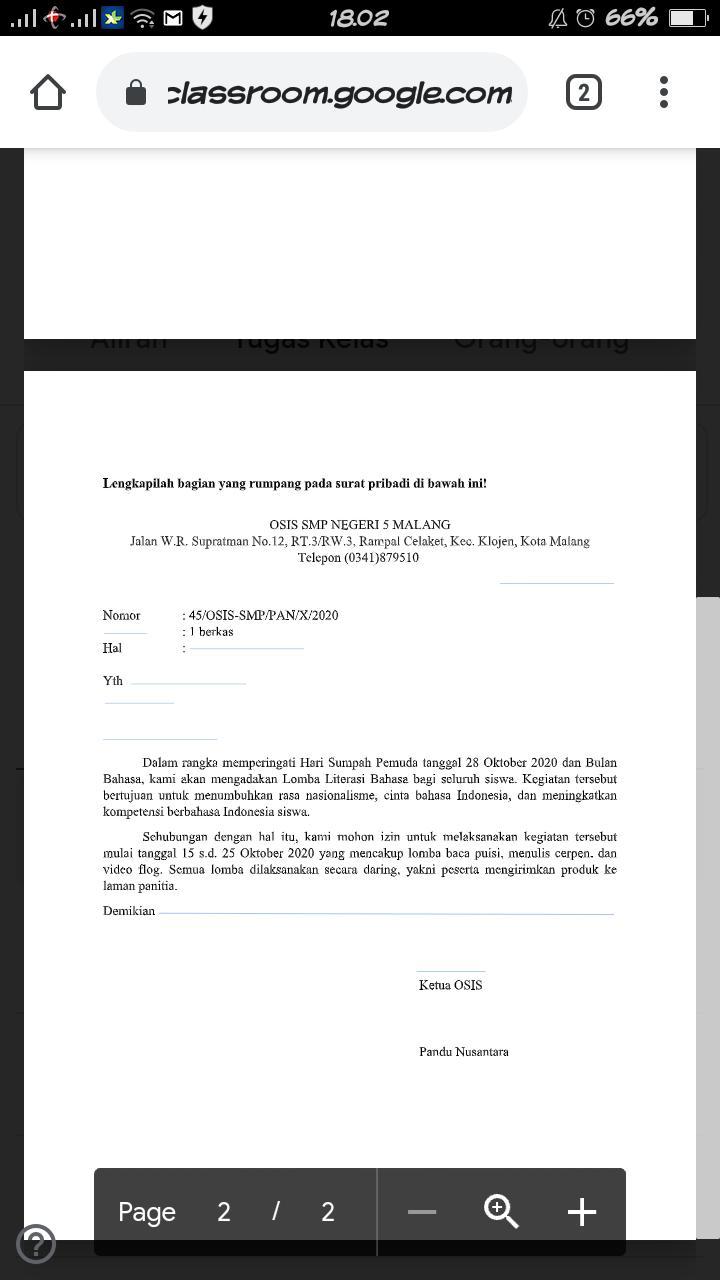 18.02
66%
classroom.google.com
2
Aliran Tugas Kelas Orang-orang
Lengkapilah bagian yang rumpang pada surat pribadi di bawah ini!
OSIS SMP NEGERI 5 MALANG
Jalan W.R. Supratman No.12, RT.3/RW.3, Rampal Celaket, Kec. Klojen, Kota Malang
Telepon (0341)879510
Nomor : 45/OSIS-SMP/PAN/X/2020
: 1 berkas
Hal :
Yth
Dalam rangka memperingati Hari Sumpah Pemuda tanggal 28 Oktober 2020 dan Bulan
Bahasa, kami akan mengadakan Lomba Literasi Bahasa bagi seluruh siswa. Kegiatan tersebut
bertujuan untuk menumbuhkan rasa nasionalisme, cinta bahasa Indonesia, dan meningkatkan
kompetensi berbahasa Indonesia siswa.
Sehubungan dengan hal itu, kami mohon izin untuk melaksanakan kegiatan tersebut
mulai tanggal 15 s.d. 25 Oktober 2020 yang mencakup lomba baca puisi, menulis cerpen, dan
video flog. Semua lomba dilaksanakan secara daring, yakni peserta mengirimkan produk ke
laman panitia.
Demikian
Ketua OSIS
Pandu Nusantara
Page 2 / 2